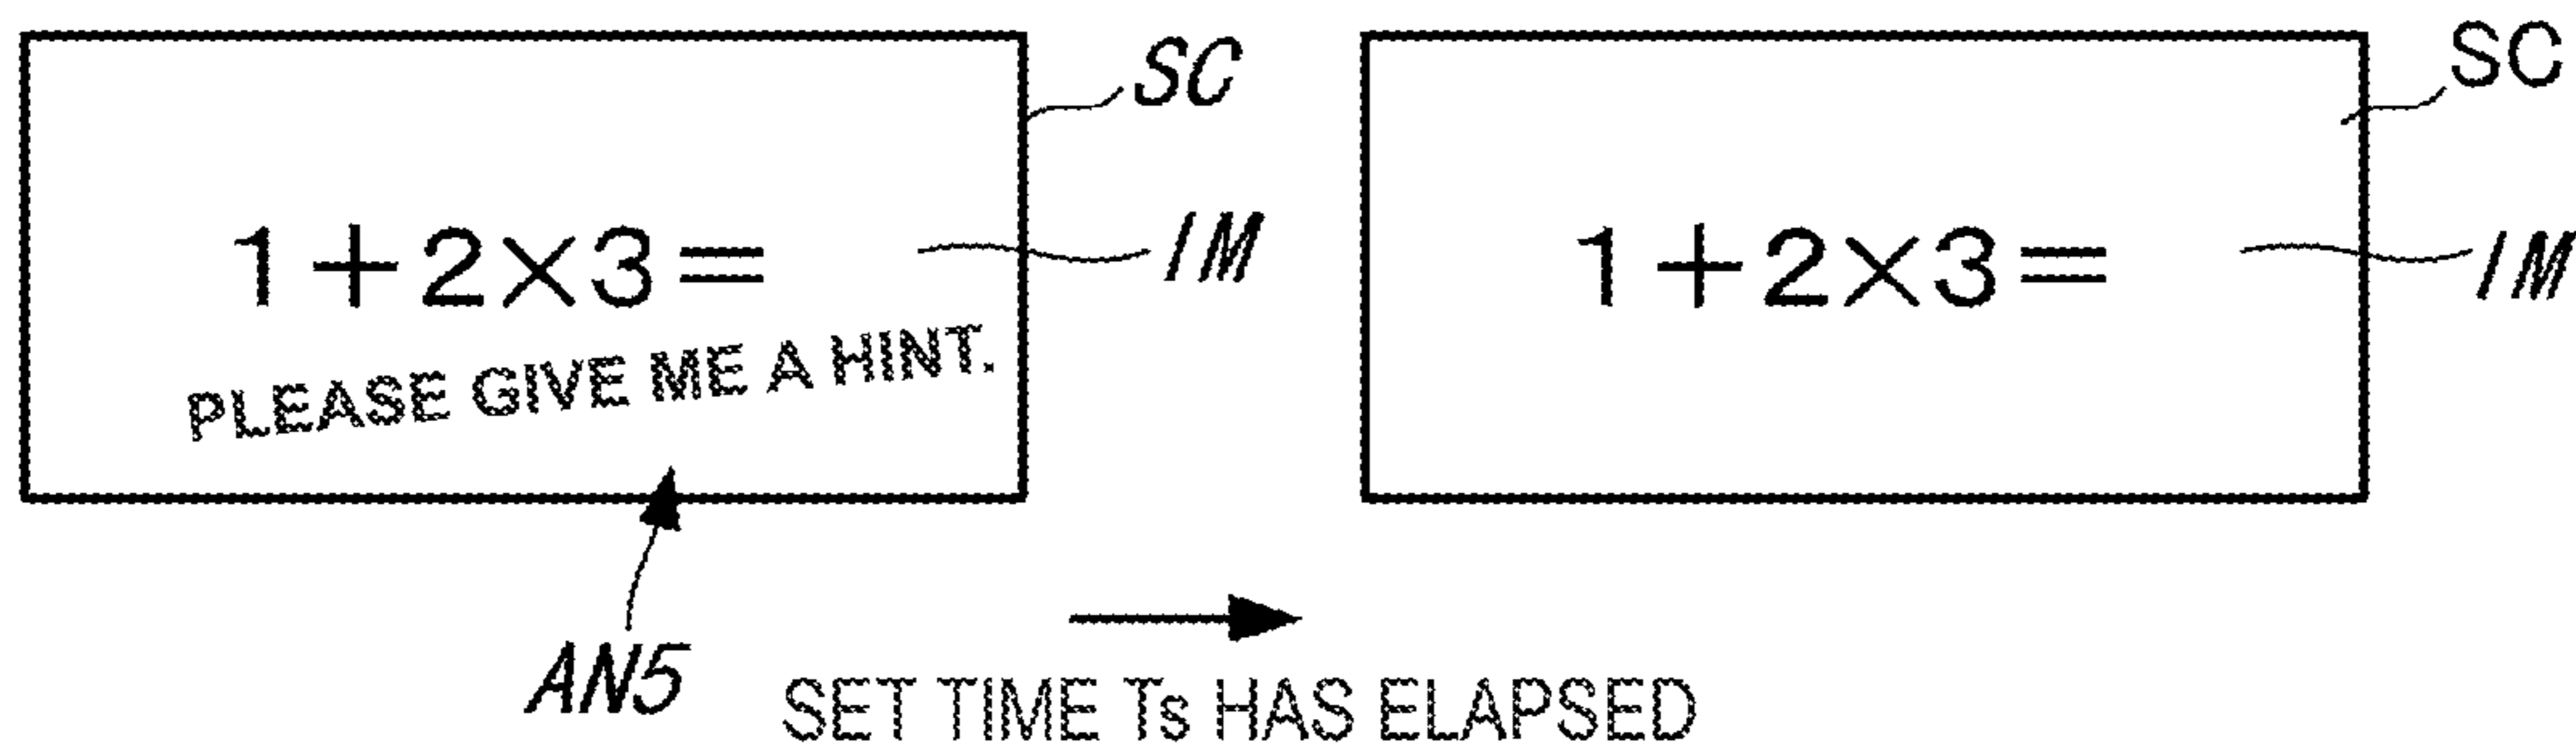 SC
SC
1+2×3=
IM
1+2×3=
IM
PLEASE GIVE ME A HINT.
AN5
SET TIME Ts HAS ELAPSED